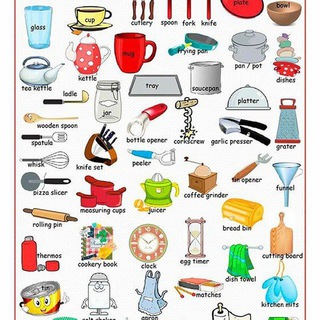 glass
cup
cutlery
spoon
fork
knife
plate
bowl
tea kettle
kettle
mug
frying pan
pan / pot
dishes
ladle
jar
tray
saucepan
platter
wooden spoon
spatula
bottle opener
corkscrew
garlic presser
grater
whisk
knife set
peeler
pizza slicer
measuring cups
juicer
coffee grinder
tin opener
funnel
rolling pin
bread bin
thermos
cookery book
clock
egg timer
dish towel
cutting board
matches
kitchen mits
tin
apron